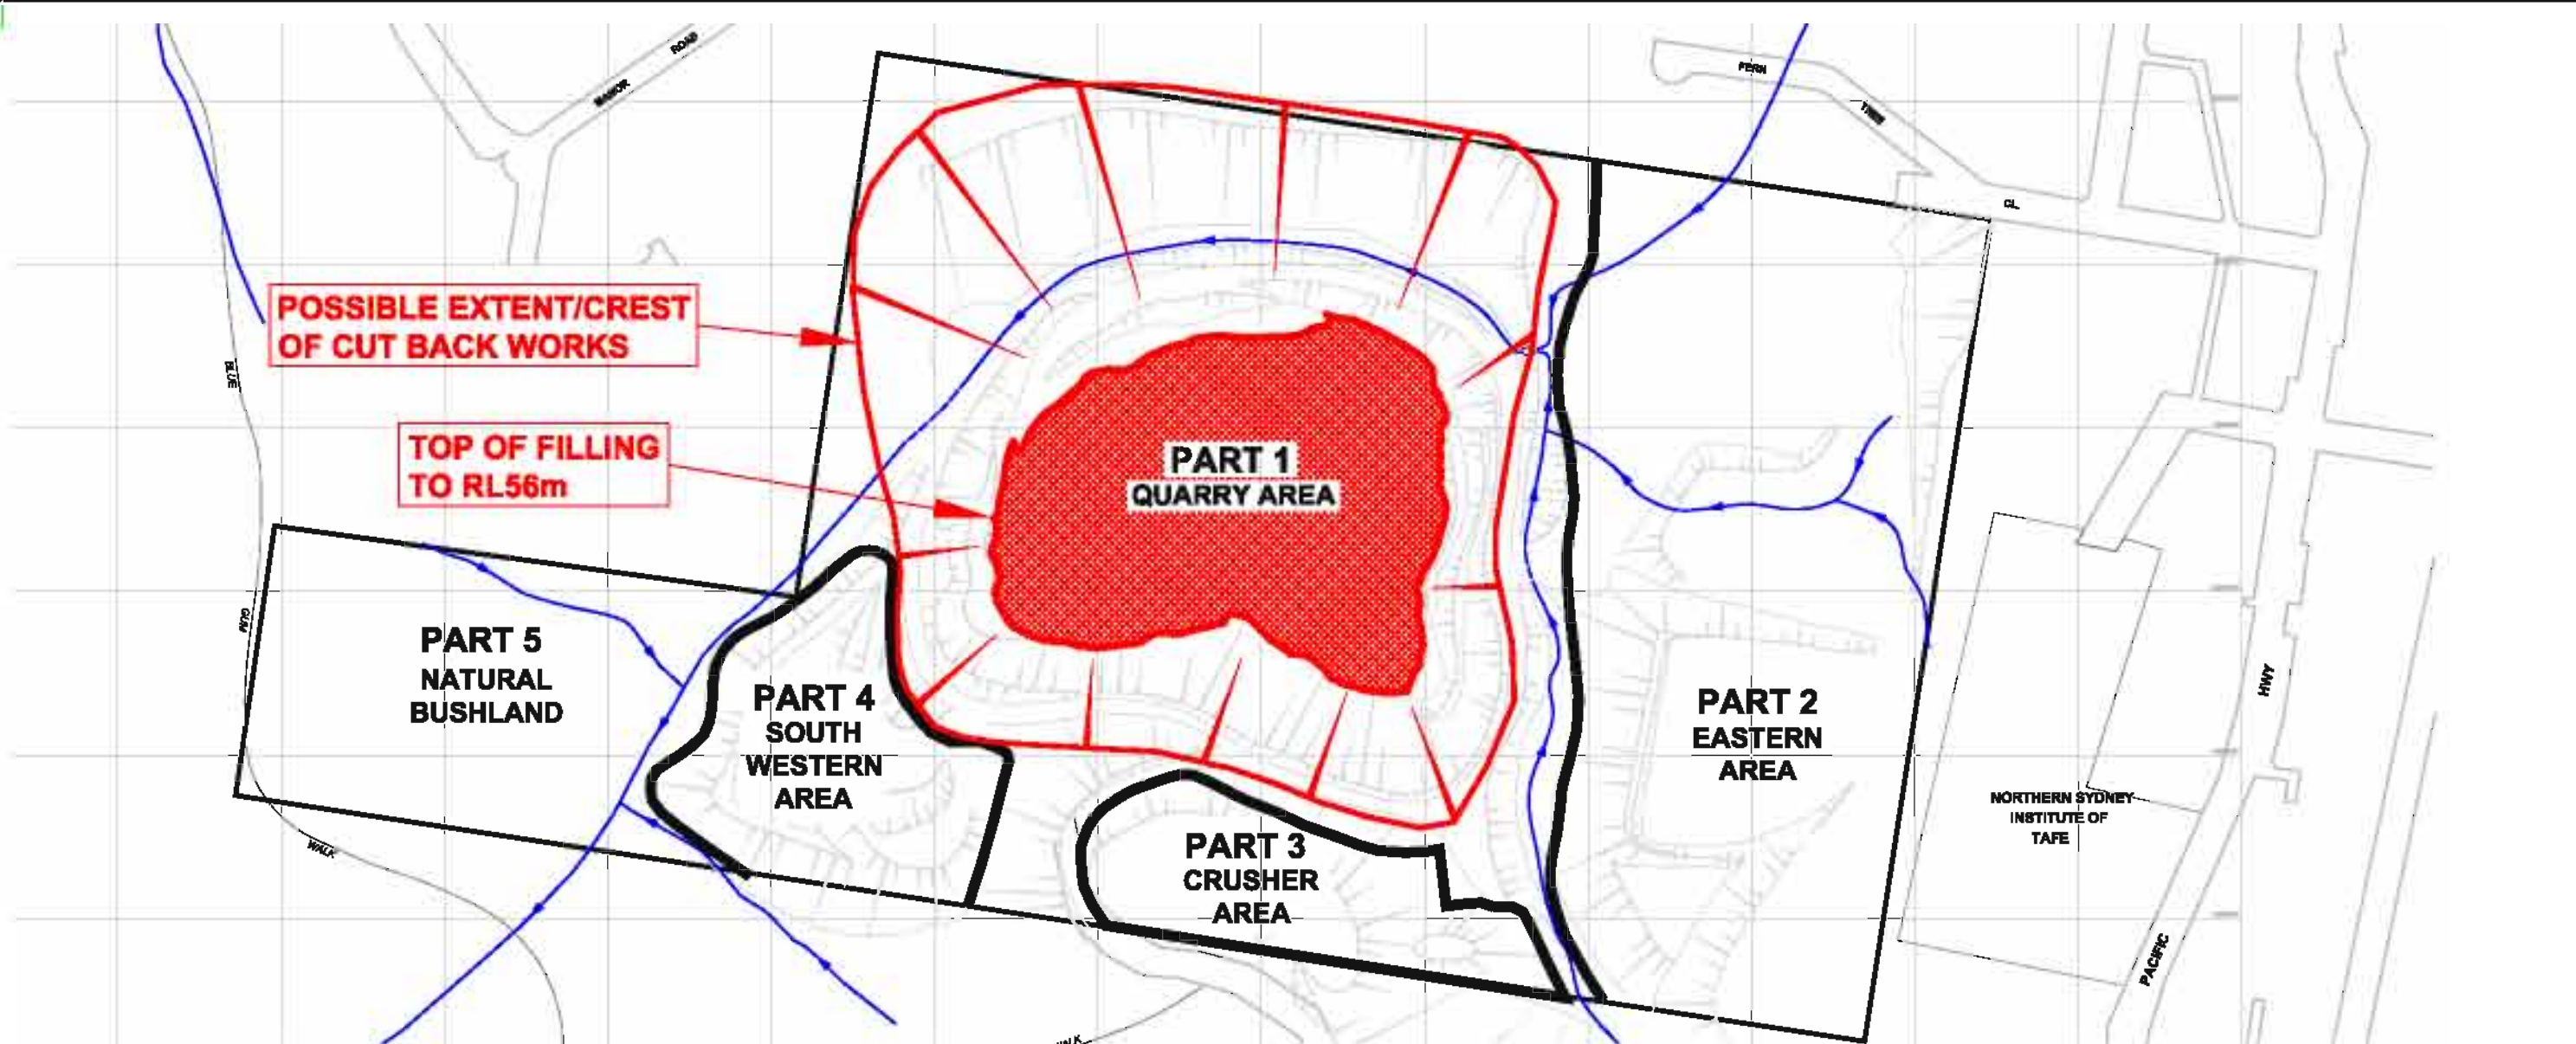 MANOR
ROAD
FERN
TREE
CL
POSSIBLE EXTENT/CREST
OF CUT BACK WORKS
BLUE
TOP OF FILLING
TO RL56m
PART 1
QUARRY AREA
GUM
PART 5
NATURAL
BUSHLAND
PART 4
SOUTH
WESTERN
AREA
PART 2
EASTERN
AREA
HWY
NORTHERN SYDNEY
INSTITUTE OF
TAFE
WALK
PART 3
CRUSHER
AREA
PACIFIC